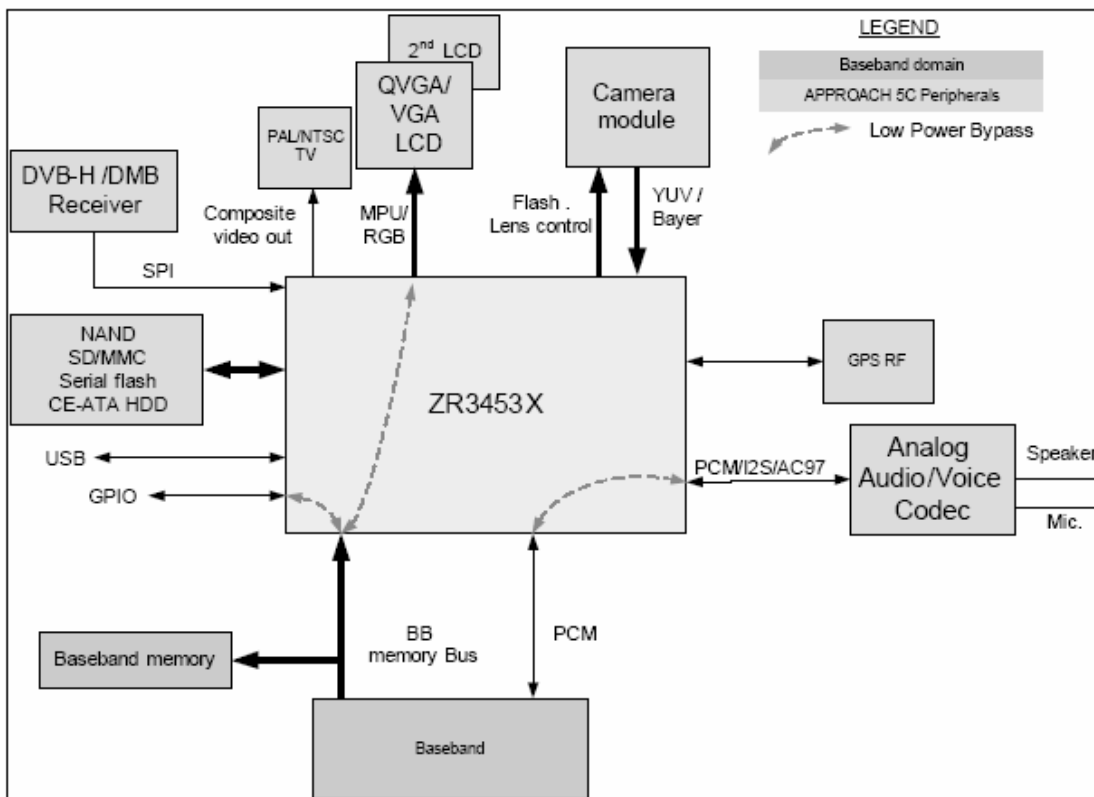 LEGEND
Baseband domain
APPROACH 5C Peripherals
Low Power Bypass
2nd LCD
QVGA/
VGA
LCD
Camera
module
PAL/NTSC
TV
DVB-H /DMB
Receiver
Composite
video out
MPU/
RGB
Flash .
Lens control
YUV /
Bayer
SPI
NAND
SD/MMC
Serial flash
CE-ATA HDD
ZR3453X
GPS RF
USB
GPIO
PCM/I2S/AC97
Analog
Audio/Voice
Codec
Speaker
Mic.
BB
memory Bus
PCM
Baseband memory
Baseband